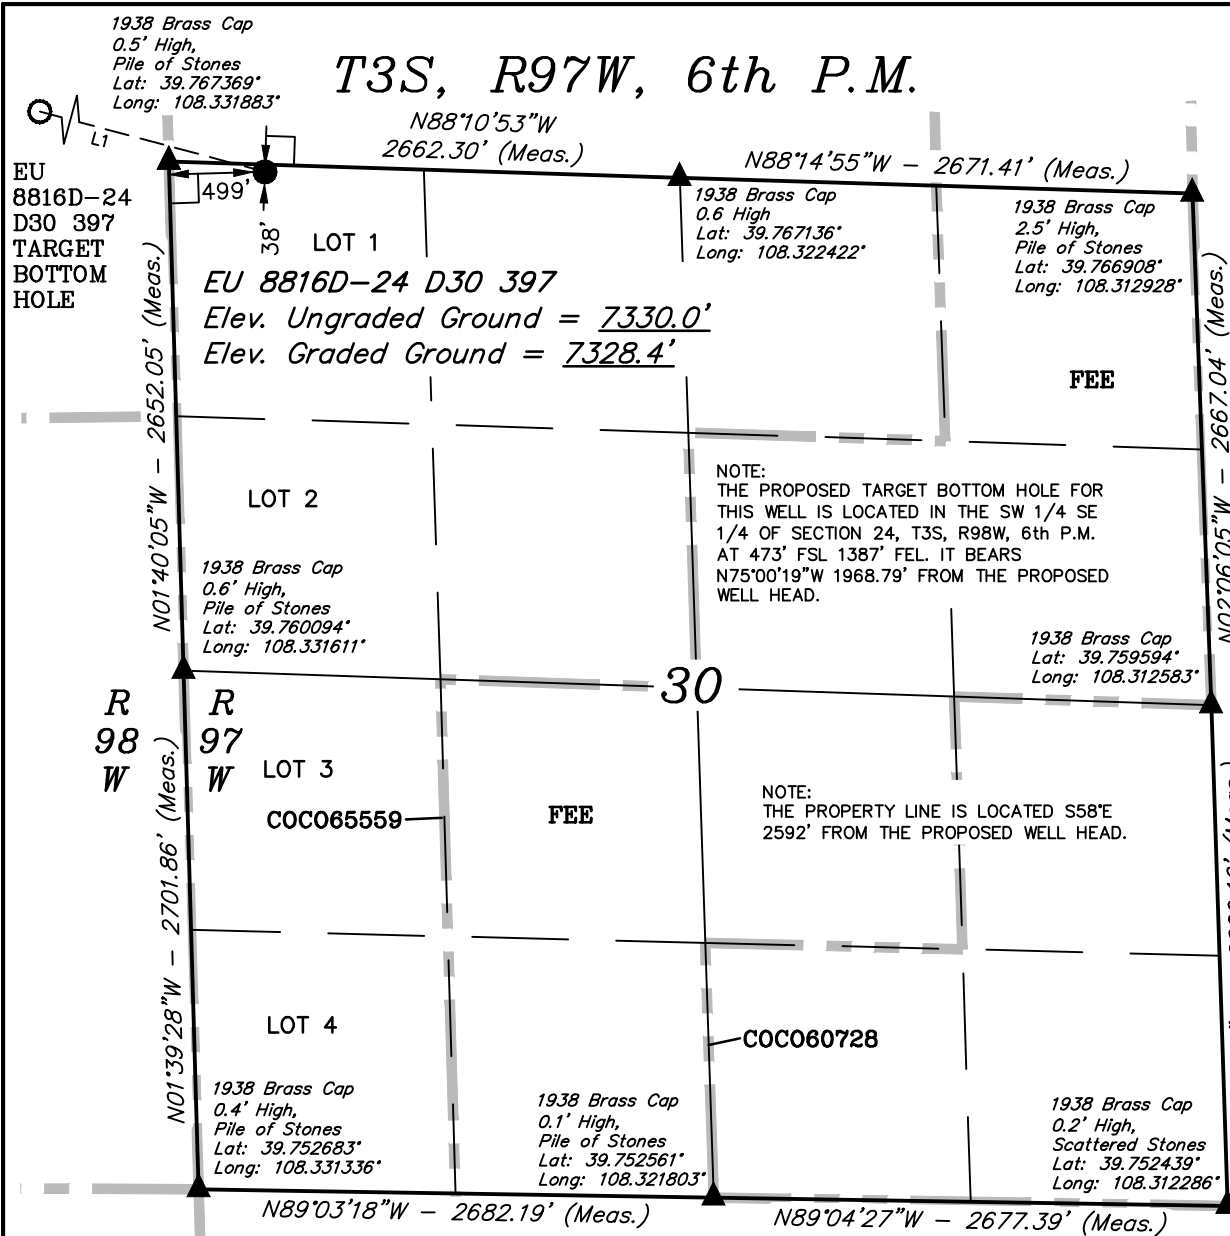 1938 Brass Cap
0.5' High,
Pile of Stones
Lat: 39.767369°
Long: 108.331883°
T3S, R97W, 6th P.M.
L1
N88°10'53"W
2662.30' (Meas.)
N88°14'55"W - 2671.41' (Meas.)
EU
8816D-24
D30 397
TARGET
BOTTOM
HOLE
499'
38'
LOT 1
1938 Brass Cap
0.6 High
Lat: 39.767136°
Long: 108.322422°
1938 Brass Cap
2.5' High,
Pile of Stones
Lat: 39.766908°
Long: 108.312928°
EU 8816D-24 D30 397
Elev. Ungraded Ground = 7330.0'
Elev. Graded Ground = 7328.4'
FEE
N01°40'05"W - 2652.05' (Meas.)
N02°06'05"W - 2667.04' (Meas.)
LOT 2
NOTE:
THE PROPOSED TARGET BOTTOM HOLE FOR
THIS WELL IS LOCATED IN THE SW 1/4 SE
1/4 OF SECTION 24, T3S, R98W, 6th P.M.
AT 473' FSL 1387' FEL. IT BEARS
N75°00'19"W 1968.79' FROM THE PROPOSED
WELL HEAD.
1938 Brass Cap
0.6' High,
Pile of Stones
Lat: 39.760094°
Long: 108.331611°
1938 Brass Cap
Lat: 39.759594°
Long: 108.312583°
30
R
98
W
R
97
W
LOT 3
COC065559
FEE
NOTE:
THE PROPERTY LINE IS LOCATED S58°E
2592' FROM THE PROPOSED WELL HEAD.
N01°39'28"W - 2701.86' (Meas.)
LOT 4
COC060728
1938 Brass Cap
0.4' High,
Pile of Stones
Lat: 39.752683°
Long: 108.331336°
1938 Brass Cap
0.1' High,
Pile of Stones
Lat: 39.752561°
Long: 108.321803°
1938 Brass Cap
0.2' High,
Scattered Stones
Lat: 39.752439°
Long: 108.312286°
N89°03'18"W - 2682.19' (Meas.)
N89°04'27"W - 2677.39' (Meas.)